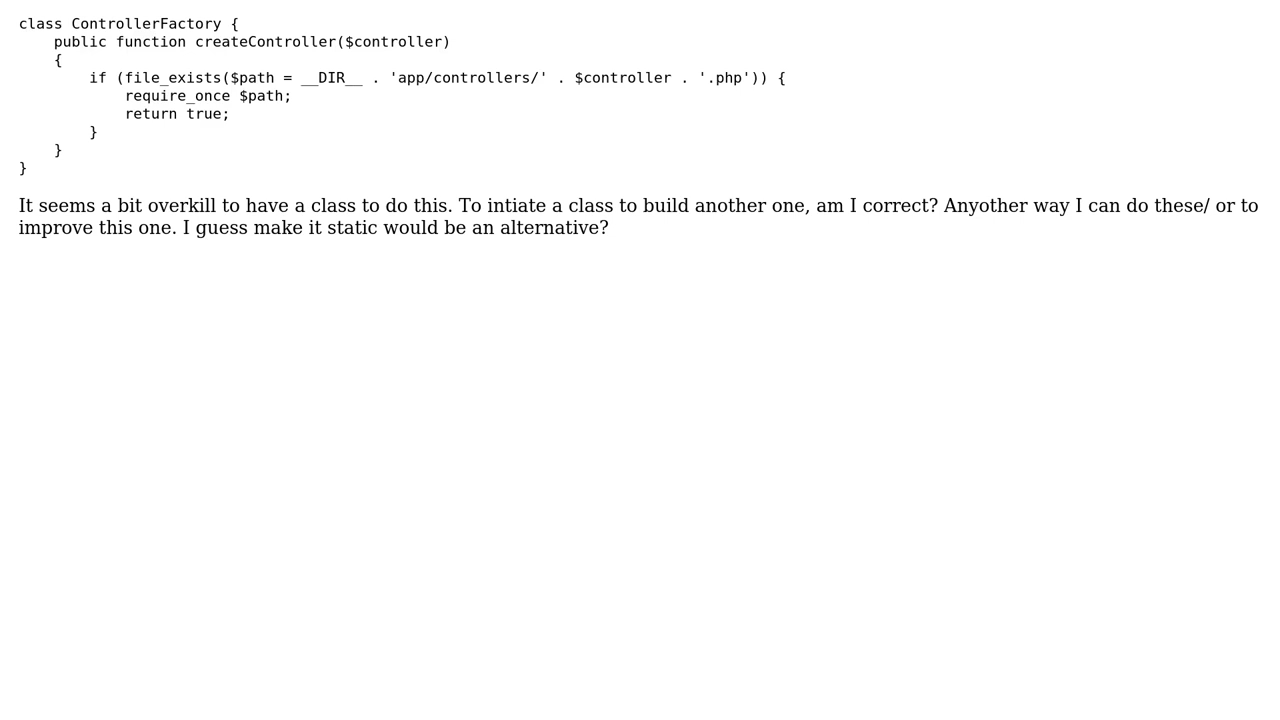 class ControllerFactory {
    public function createController($controller)
    {
        if (file_exists($path = __DIR__ . 'app/controllers/' . $controller . '.php')) {
            require_once $path;
            return true;
        }
    }
}
It seems a bit overkill to have a class to do this. To intiate a class to build another one, am I correct? Anyother way I can do these/ or to
improve this one. I guess make it static would be an alternative?